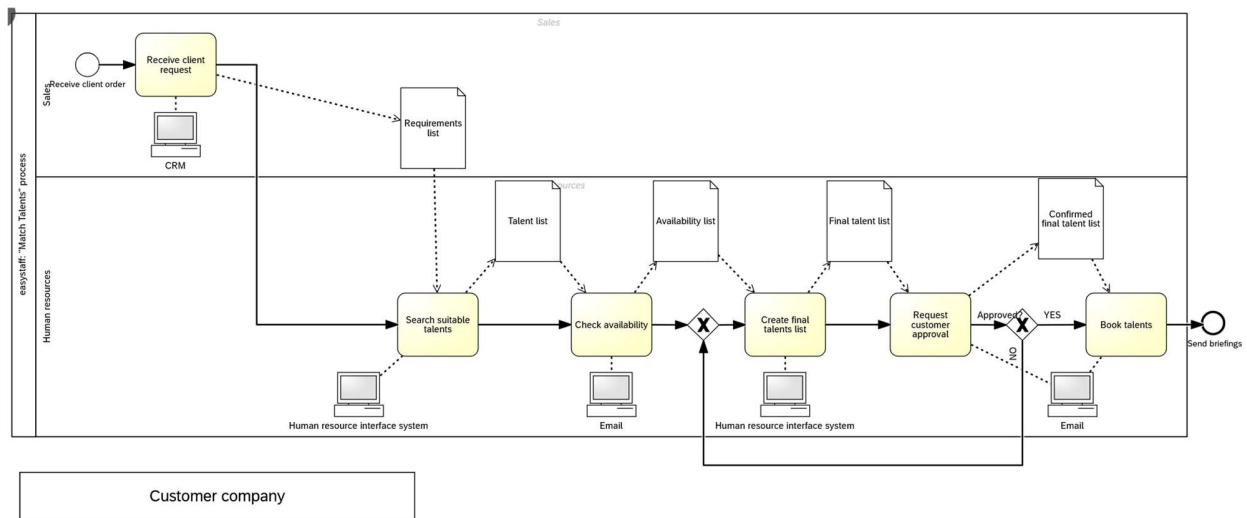 Sales
easystaff: "Match Talents" process
Sales
Receive client order
Receive client
request
CRM
Requirements
list
Human resources
Talent list
Availability list
Final talent list
Confirmed
final talent list
Search suitable
talents
Check availability
X
Create final
talents list
Request
customer
approval
Approved?
X
YES
NO
Book talents
Send briefings
Human resource interface system
Email
Human resource interface system
Email
Customer company